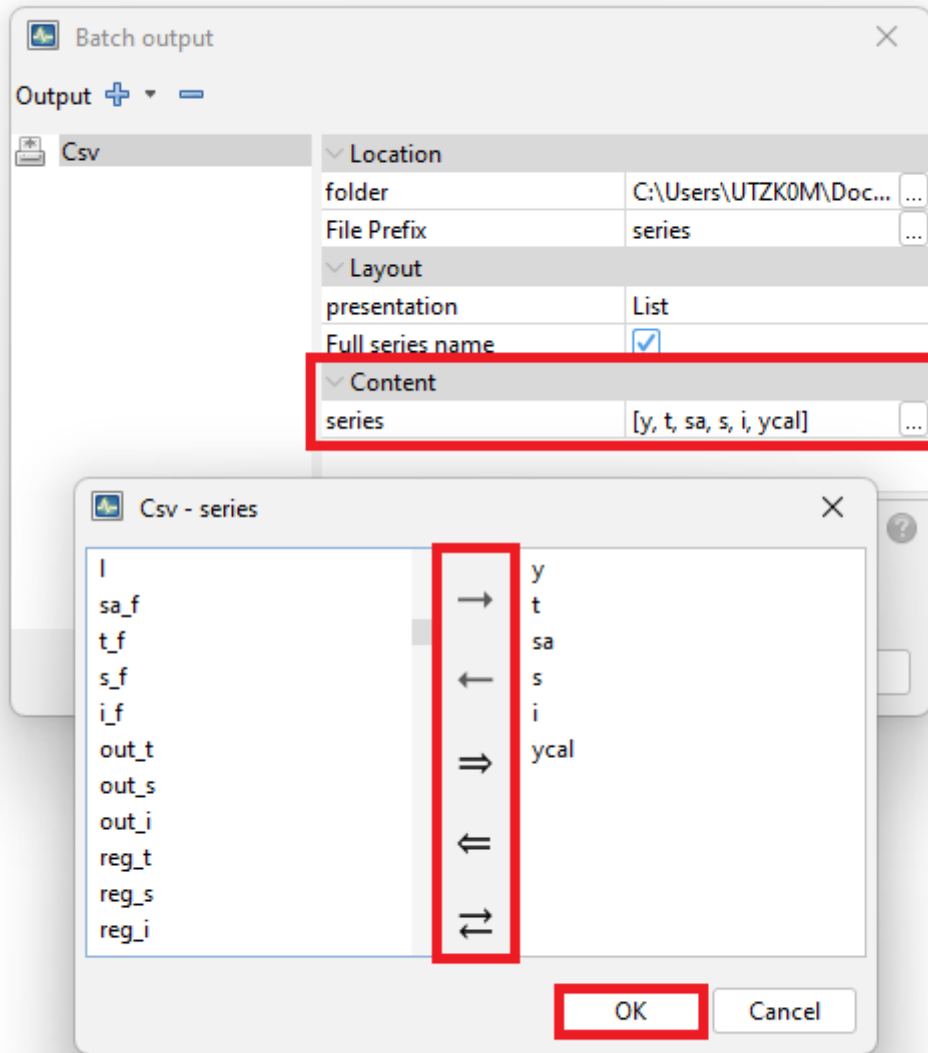 Batch output
Output
Csv
Location
folder C:\Users\UTZK0M\Doc... ...
File Prefix series ...
Layout
presentation List
Full series name
Content
series [y, t, sa, s, i, ycal] ...
Csv - series
l
sa_f
t_f
s_f
i_f
out_t
out_s
out_i
reg_t
reg_s
reg_i
y
t
sa
s
i
ycal
OK Cancel